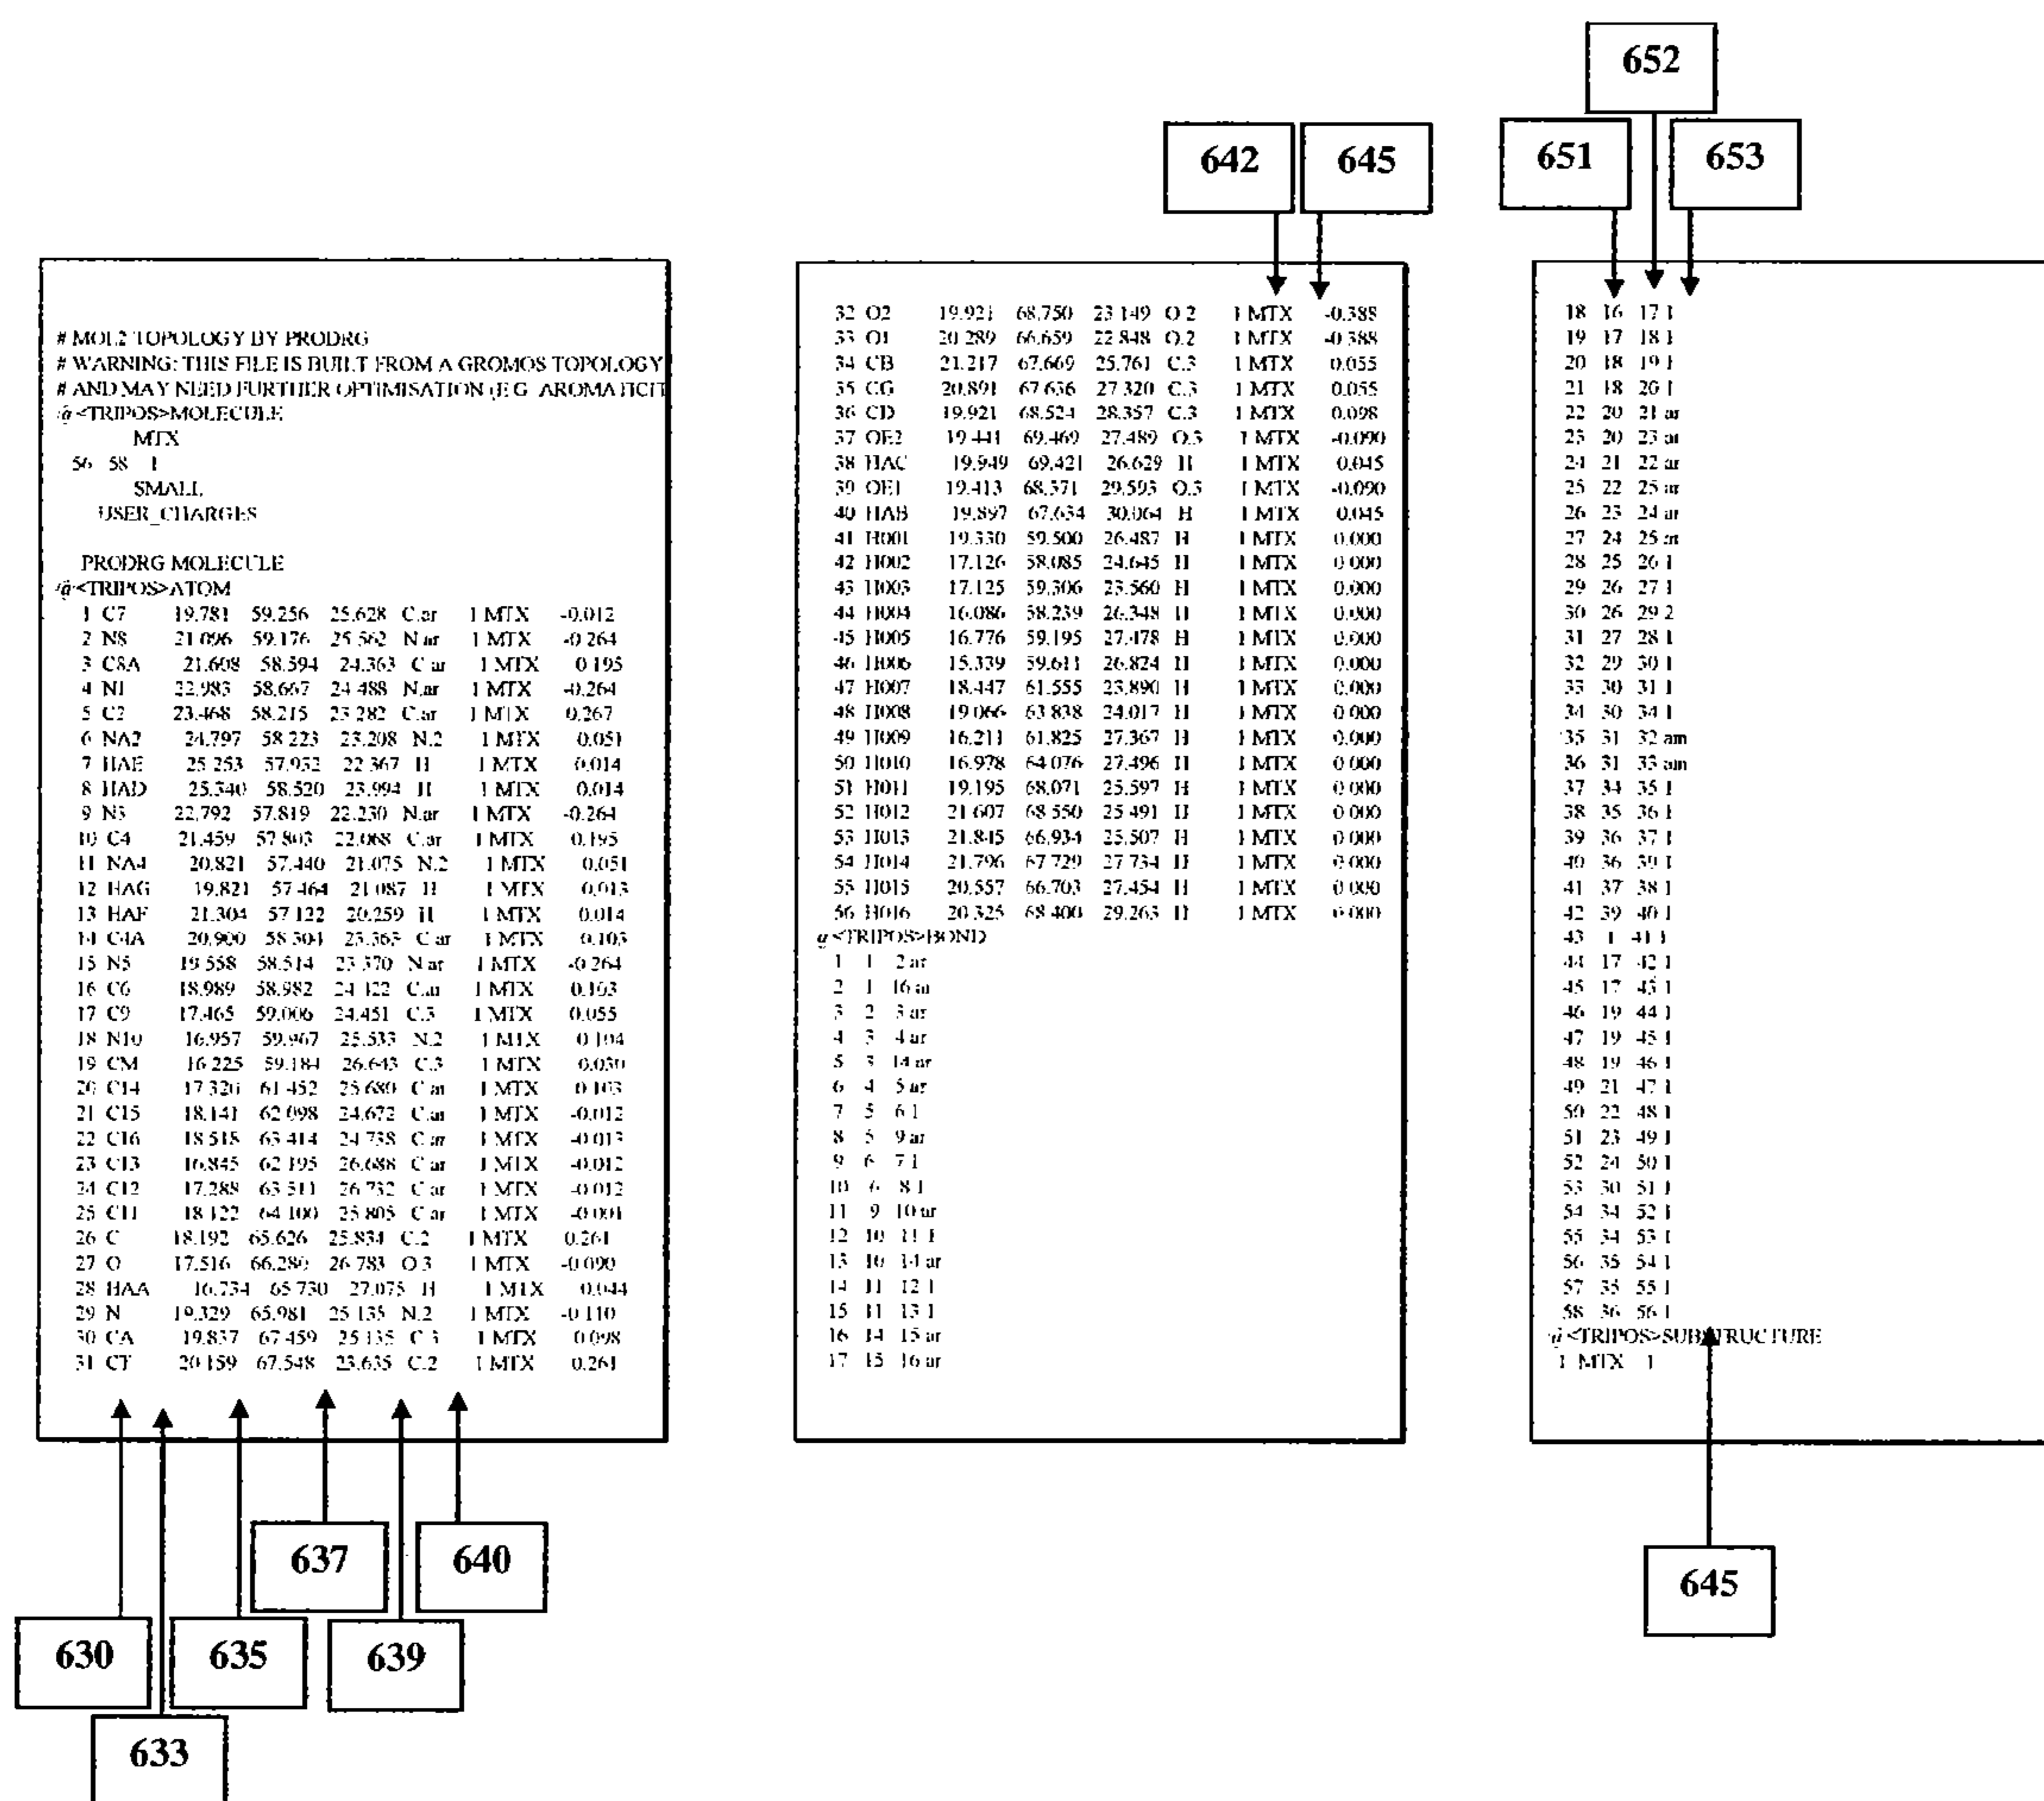 652
642 645 651 653
# MOL2 TOPOLOGY BY PRODRG
# WARNING: THIS FILE IS BUILT FROM A GROMOS TOPOLOGY
# AND MAY NEED FURTHER OPTIMISATION (E.G. AROMATICIT
@<TRIPOS>MOLECULE
MTX
56 58 1
SMALL
USER_CHARGES
PRODRG MOLECULE
@<TRIPOS>ATOM
1 C7 19.781 59.256 25.628 C.ar 1 MTX -0.012
2 N8 21.096 59.176 25.562 N.ar 1 MTX -0.264
3 C8A 21.608 58.594 24.363 C.ar 1 MTX 0.195
4 N1 22.983 58.667 24.488 N.ar 1 MTX -0.264
5 C2 23.468 58.215 23.282 C.ar 1 MTX 0.267
6 NA2 24.797 58.223 23.208 N.2 1 MTX 0.051
7 HAE 25.253 57.932 22.367 H 1 MTX 0.014
8 HAD 25.340 58.520 23.994 H 1 MTX 0.014
9 N3 22.792 57.819 22.230 N.ar 1 MTX -0.264
10 C4 21.459 57.803 22.068 C.ar 1 MTX 0.195
11 NA4 20.821 57.440 21.075 N.2 1 MTX 0.051
12 HAG 19.821 57.464 21.087 H 1 MTX 0.013
13 HAF 21.304 57.122 20.259 H 1 MTX 0.014
14 C4A 20.900 58.304 23.363 C.ar 1 MTX 0.103
15 N5 19.558 58.514 23.370 N.ar 1 MTX -0.264
16 C6 18.989 58.982 24.422 C.ar 1 MTX 0.103
17 C9 17.465 59.006 24.451 C.3 1 MTX 0.055
18 N10 16.957 59.967 25.533 N.2 1 MTX 0.104
19 CM 16.225 59.184 26.643 C.3 1 MTX 0.030
20 C14 17.320 61.452 25.680 C.ar 1 MTX 0.103
21 C15 18.141 62.098 24.672 C.ar 1 MTX -0.012
22 C16 18.518 63.414 24.738 C.ar 1 MTX -0.013
23 C13 16.845 62.195 26.688 C.ar 1 MTX -0.012
24 C12 17.288 63.511 26.732 C.ar 1 MTX -0.012
25 C11 18.122 64.100 25.805 C.ar 1 MTX -0.001
26 C 18.192 65.626 25.834 C.2 1 MTX 0.261
27 O 17.516 66.280 26.783 O.3 1 MTX -0.090
28 HAA 16.734 65.730 27.075 H 1 MTX 0.044
29 N 19.329 65.981 25.135 N.2 1 MTX -0.110
30 CA 19.837 67.459 25.135 C.3 1 MTX 0.098
31 CT 20.159 67.548 23.635 C.2 1 MTX 0.261
32 O2 19.921 68.750 23.149 O.2 1 MTX -0.388
33 O1 20.289 66.659 22.848 O.2 1 MTX -0.388
34 CB 21.217 67.669 25.761 C.3 1 MTX 0.055
35 CG 20.891 67.636 27.320 C.3 1 MTX 0.055
36 CD 19.921 68.524 28.357 C.3 1 MTX 0.098
37 OE2 19.441 69.469 27.489 O.3 1 MTX -0.090
38 HAC 19.949 69.421 26.629 H 1 MTX 0.045
39 OE1 19.413 68.371 29.593 O.3 1 MTX -0.090
40 HAB 19.897 67.634 30.064 H 1 MTX 0.045
41 H001 19.330 59.500 26.487 H 1 MTX 0.000
42 H002 17.126 58.085 24.645 H 1 MTX 0.000
43 H003 17.125 59.306 23.560 H 1 MTX 0.000
44 H004 16.086 58.239 26.348 H 1 MTX 0.000
45 H005 16.776 59.195 27.478 H 1 MTX 0.000
46 H006 15.339 59.611 26.824 H 1 MTX 0.000
47 H007 18.447 61.555 23.890 H 1 MTX 0.000
48 H008 19.066 63.838 24.017 H 1 MTX 0.000
49 H009 16.211 61.825 27.367 H 1 MTX 0.000
50 H010 16.978 64.076 27.496 H 1 MTX 0.000
51 H011 19.195 68.071 25.597 H 1 MTX 0.000
52 H012 21.607 68.550 25.491 H 1 MTX 0.000
53 H013 21.845 66.934 25.507 H 1 MTX 0.000
54 H014 21.796 67.729 27.734 H 1 MTX 0.000
55 H015 20.557 66.703 27.454 H 1 MTX 0.000
56 H016 20.325 68.400 29.263 H 1 MTX 0.000
@<TRIPOS>BOND
1 1 2 ar
2 1 16 ar
3 2 3 ar
4 3 4 ar
5 3 14 ar
6 4 5 ar
7 5 6 1
8 5 9 ar
9 6 7 1
10 6 8 1
11 9 10 ar
12 10 11 1
13 10 14 ar
14 11 12 1
15 11 13 1
16 14 15 ar
17 15 16 ar
18 16 17 1
19 17 18 1
20 18 19 1
21 18 20 1
22 20 21 ar
23 20 23 ar
24 21 22 ar
25 22 25 ar
26 23 24 ar
27 24 25 ar
28 25 26 1
29 26 27 1
30 26 29 2
31 27 28 1
32 29 30 1
33 30 31 1
34 30 34 1
35 31 32 am
36 31 33 am
37 34 35 1
38 35 36 1
39 36 37 1
40 36 39 1
41 37 38 1
42 39 40 1
43 1 41 1
44 17 42 1
45 17 43 1
46 19 44 1
47 19 45 1
48 19 46 1
49 21 47 1
50 22 48 1
51 23 49 1
52 24 50 1
53 30 51 1
54 34 52 1
55 34 53 1
56 35 54 1
57 35 55 1
58 36 56 1
@<TRIPOS>SUBSTRUCTURE
1 MTX 1
637 640 645
630 635 639
633